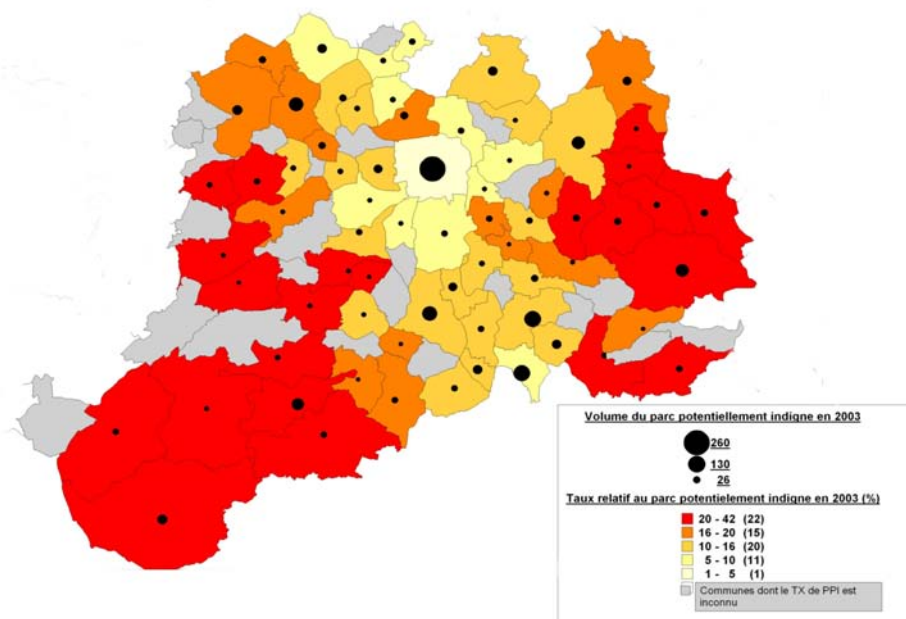 Volume du parc potentiellement indigne en 2003
260
130
26
Taux relatif au parc potentielement indigne en 2003 (%)
20 - 42 (22)
16 - 20 (15)
10 - 16 (20)
5 - 10 (11)
1 - 5 (1)
Communes dont le TX de PPI est
inconnu